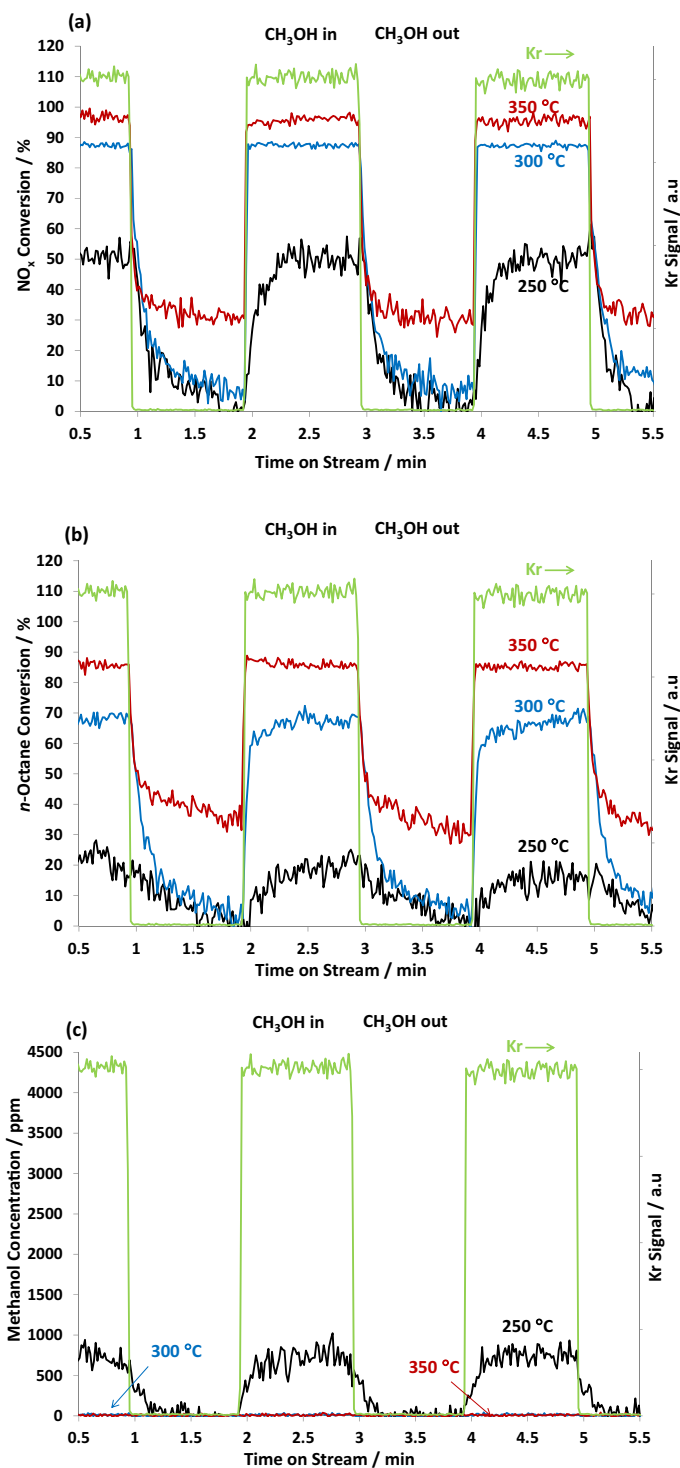 (a)
CH₃OH in CH₃OH out
Kr
120
110
100
90
80
70
60
50
40
30
20
10
0
NOₓ Conversion / %
350 °C
300 °C
250 °C
Kr Signal / a.u
0.5 1 1.5 2 2.5 3 3.5 4 4.5 5 5.5
Time on Stream / min
(b)
CH₃OH in CH₃OH out
Kr
120
110
100
90
80
70
60
50
40
30
20
10
0
n-Octane Conversion / %
350 °C
300 °C
250 °C
Kr Signal / a.u
0.5 1 1.5 2 2.5 3 3.5 4 4.5 5 5.5
Time on Stream / min
(c)
CH₃OH in CH₃OH out
Kr
4500
4000
3500
3000
2500
2000
1500
1000
500
0
Methanol Concentration / ppm
250 °C
300 °C
350 °C
Kr Signal / a.u
0.5 1 1.5 2 2.5 3 3.5 4 4.5 5 5.5
Time on Stream / min